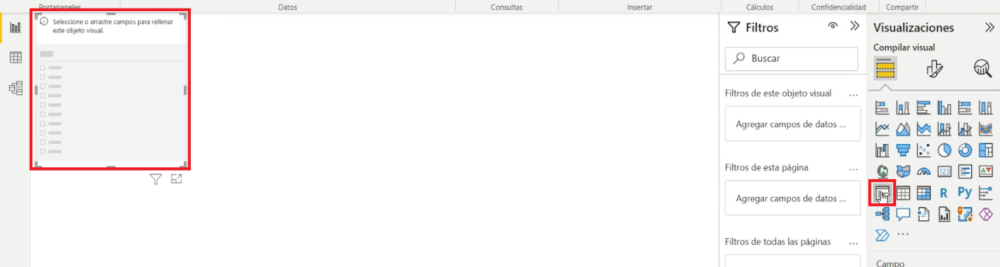 Portapapeles
Datos
Consultas
Insertar
Cálculos
Confidencialidad
Compartir
Seleccione o arrastre campos para rellenar
este objeto visual.
Filtros
Buscar
Filtros de este objeto visual ...
Agregar campos de datos ...
Filtros de esta página ...
Agregar campos de datos ...
Filtros de todas las páginas ...
Visualizaciones
Compilar visual
123
R
Py
...
Campo